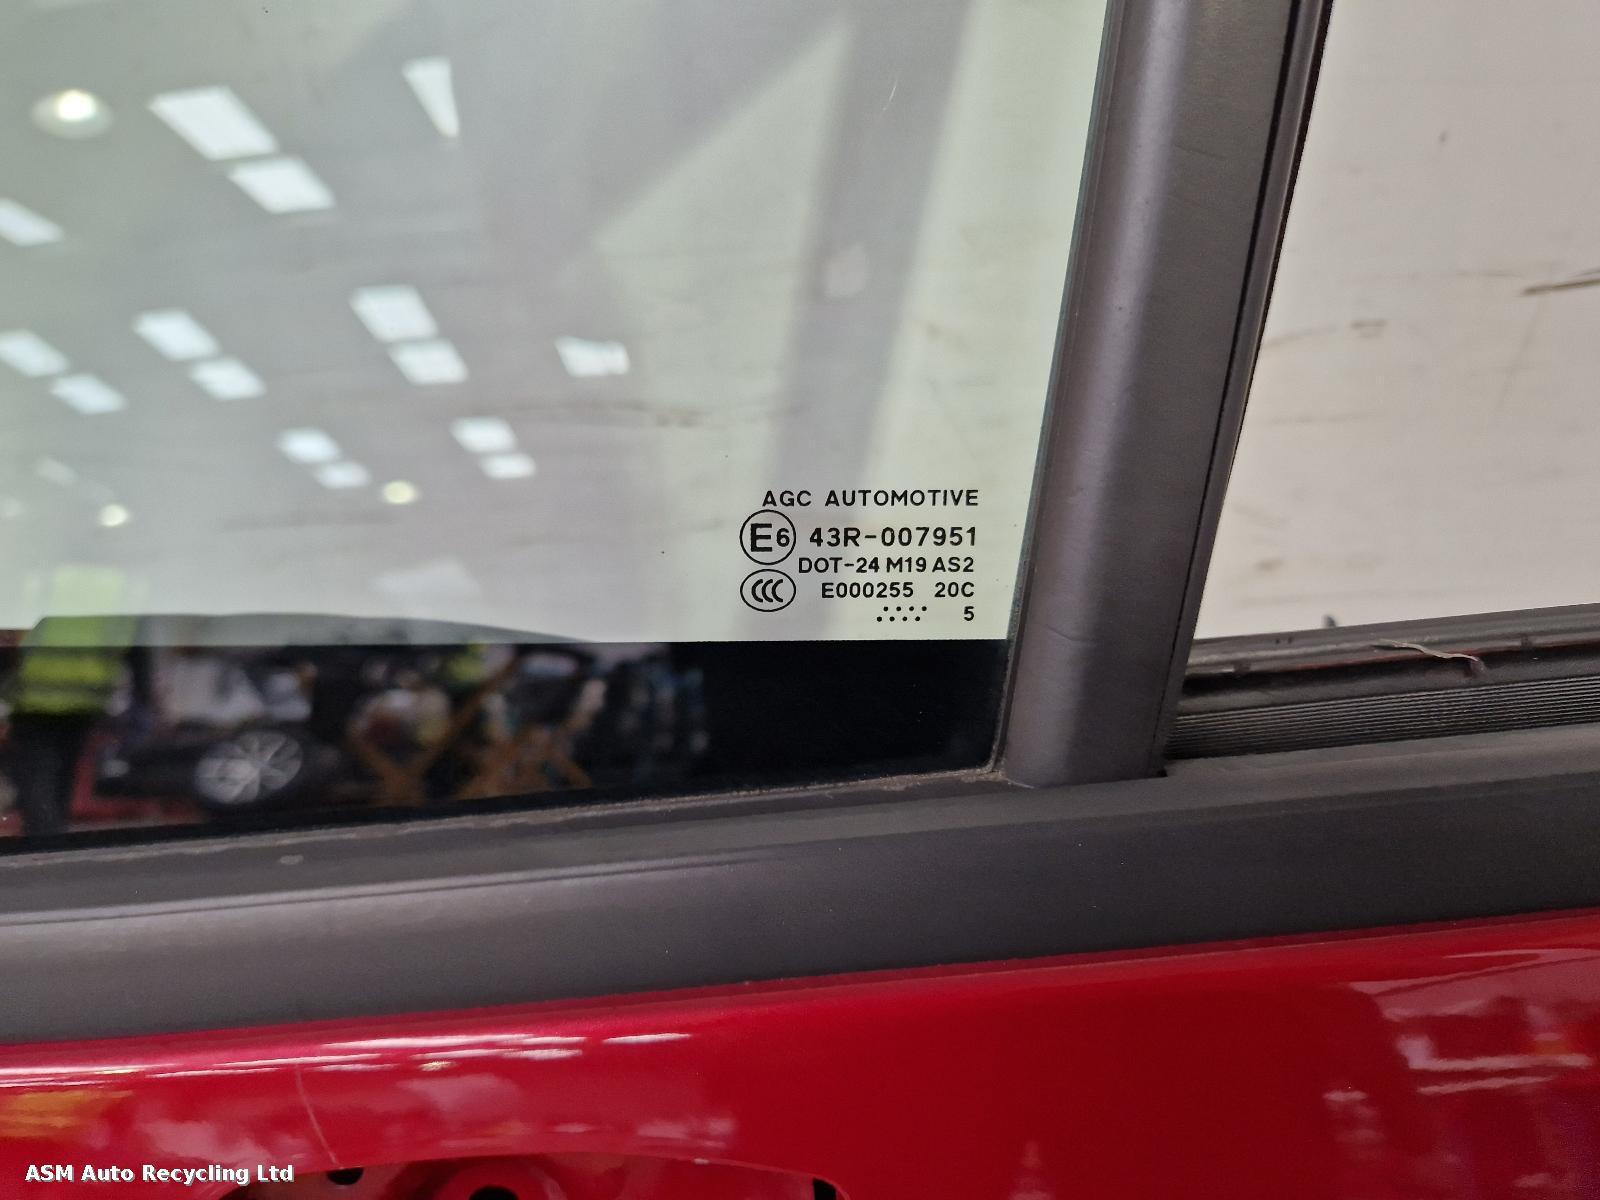 AGC AUTOMOTIVE
E6 43R-007951
DOT-24 M19 AS2
CCC E000255 20C
5
ASM Auto Recycling Ltd